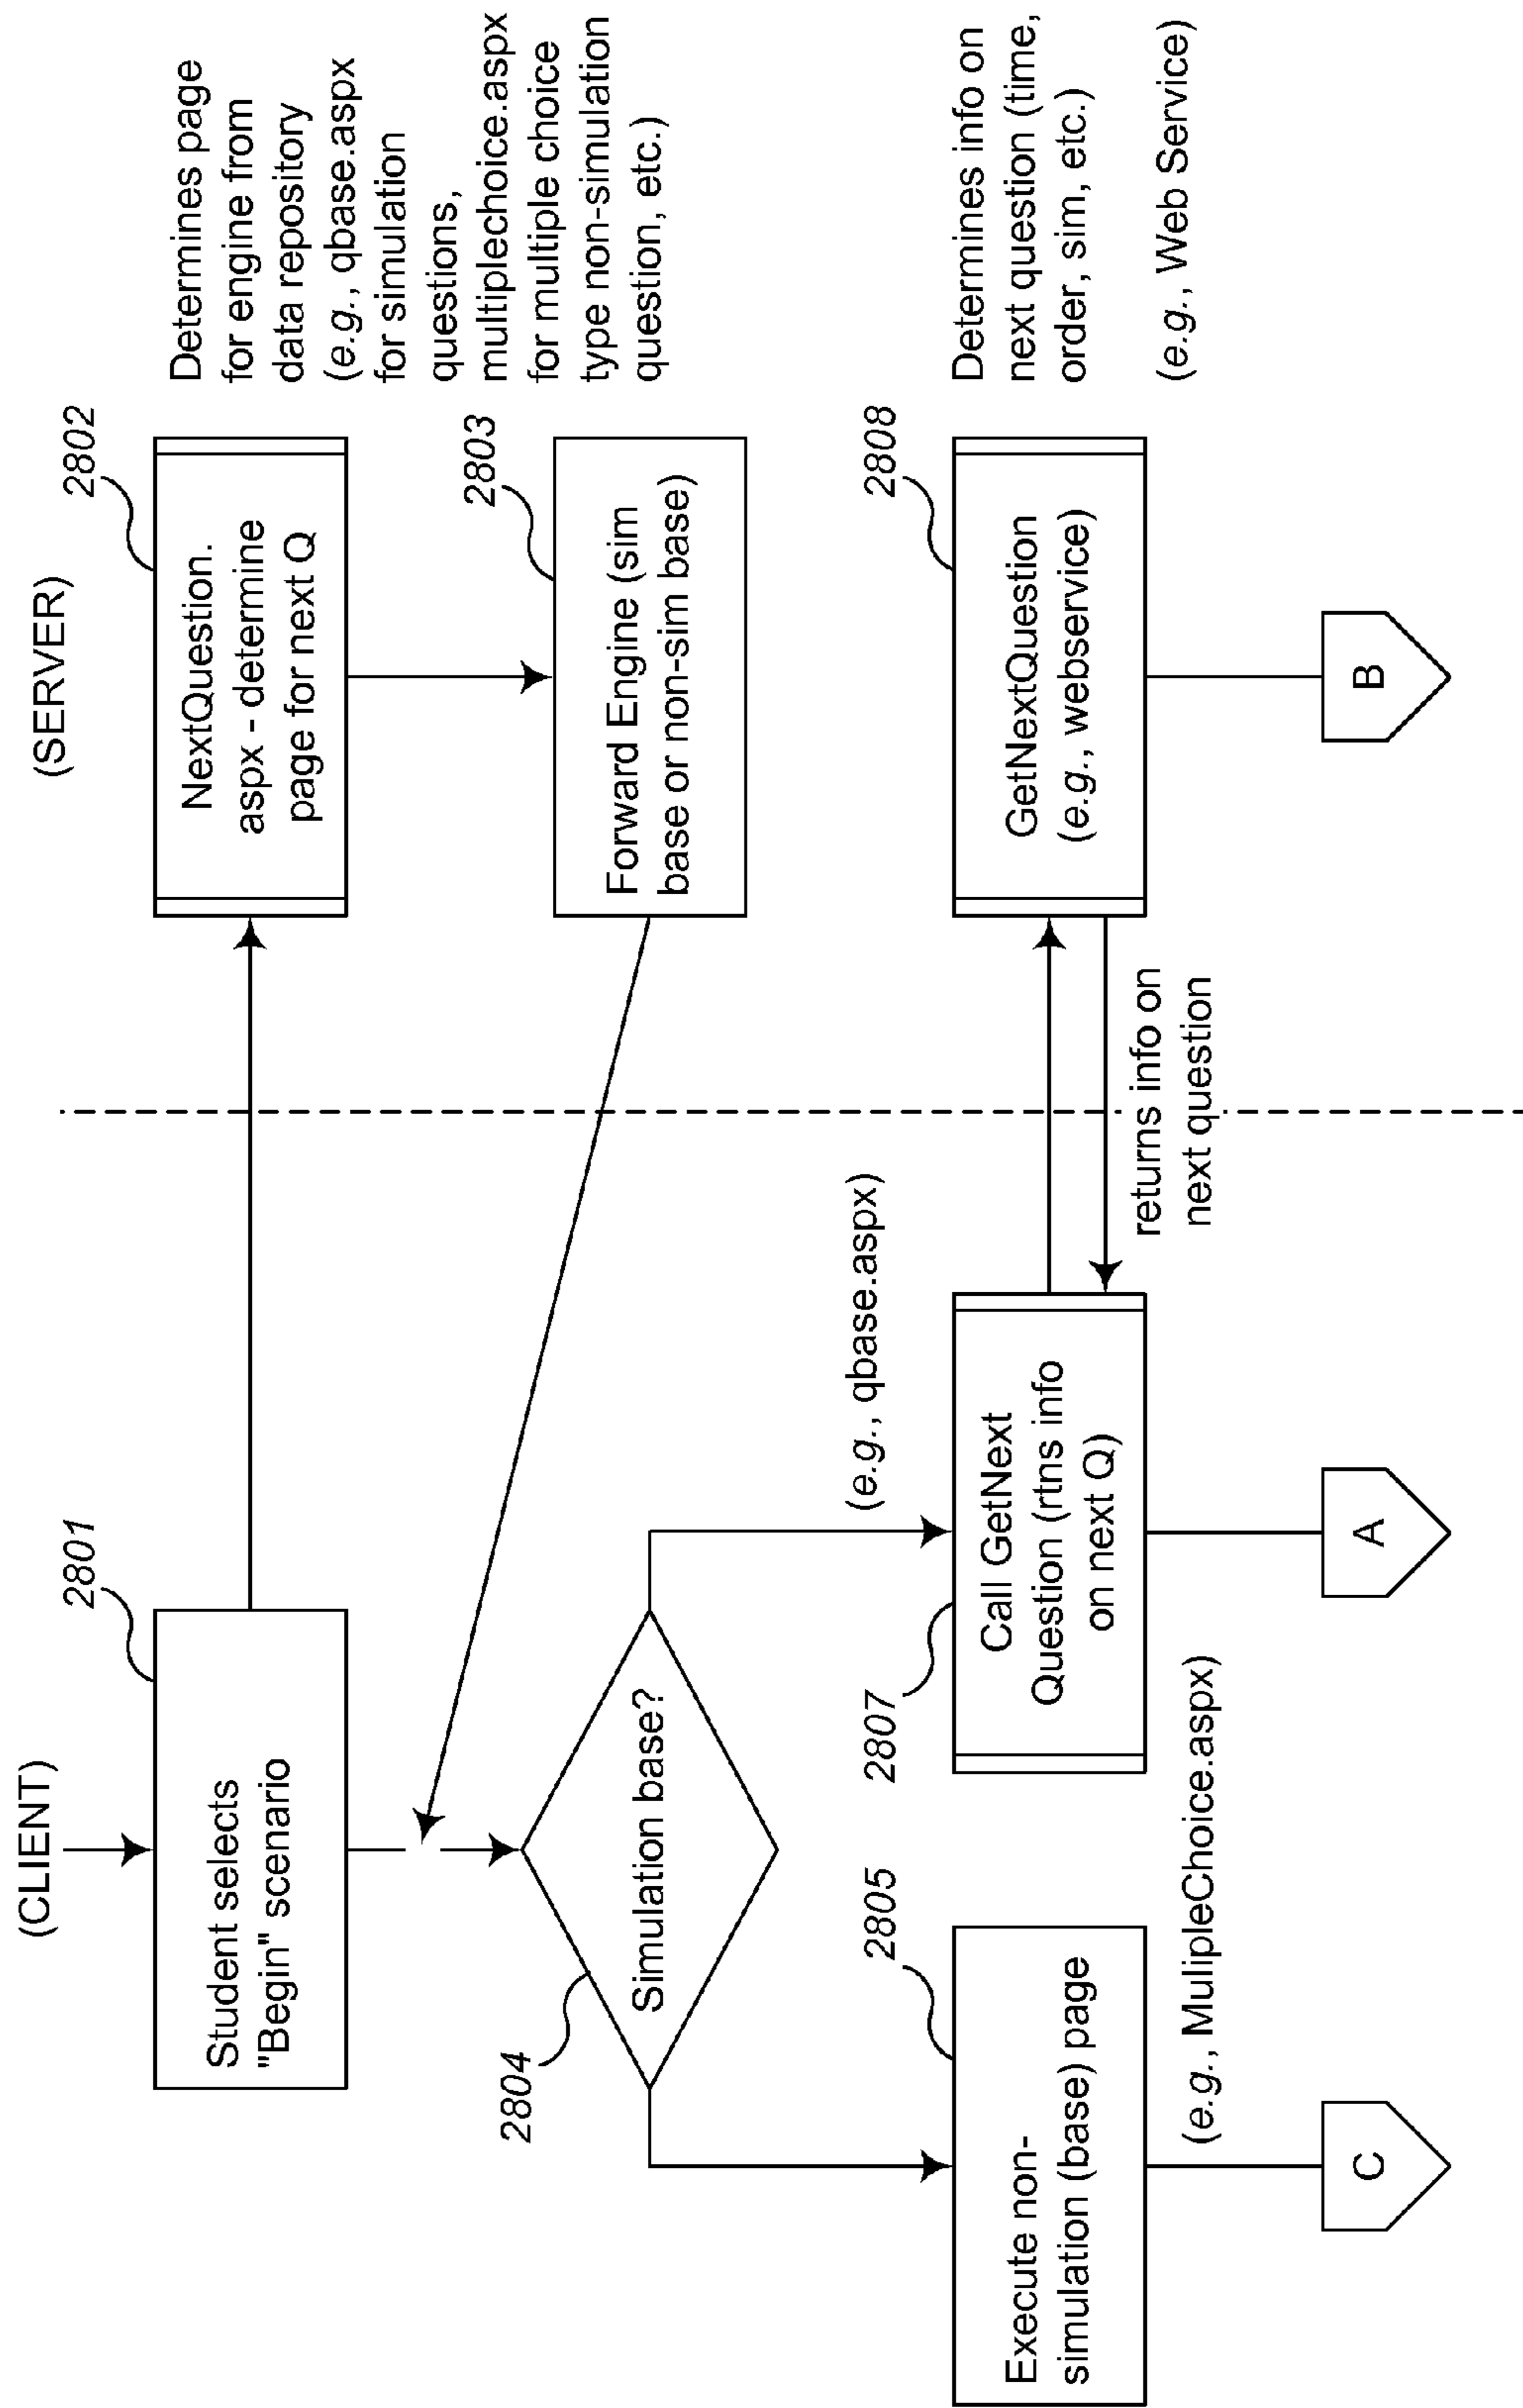 (CLIENT)
(SERVER)
2801
Student selects
"Begin" scenario
2802
NextQuestion.
aspx - determine
page for next Q
Determines page
for engine from
data repository
(e.g., qbase.aspx
for simulation
questions,
multiplechoice.aspx
for multiple choice
type non-simulation
question, etc.)
2803
Forward Engine (sim
base or non-sim base)
2804
Simulation base?
2805
Execute non-
simulation (base) page
(e.g., MulipleChoice.aspx)
(e.g., qbase.aspx)
2807
Call GetNext
Question (rtns info
on next Q)
returns info on
next question
2808
GetNextQuestion
(e.g., webservice)
Determines info on
next question (time,
order, sim, etc.)
(e.g., Web Service)
C
A
B